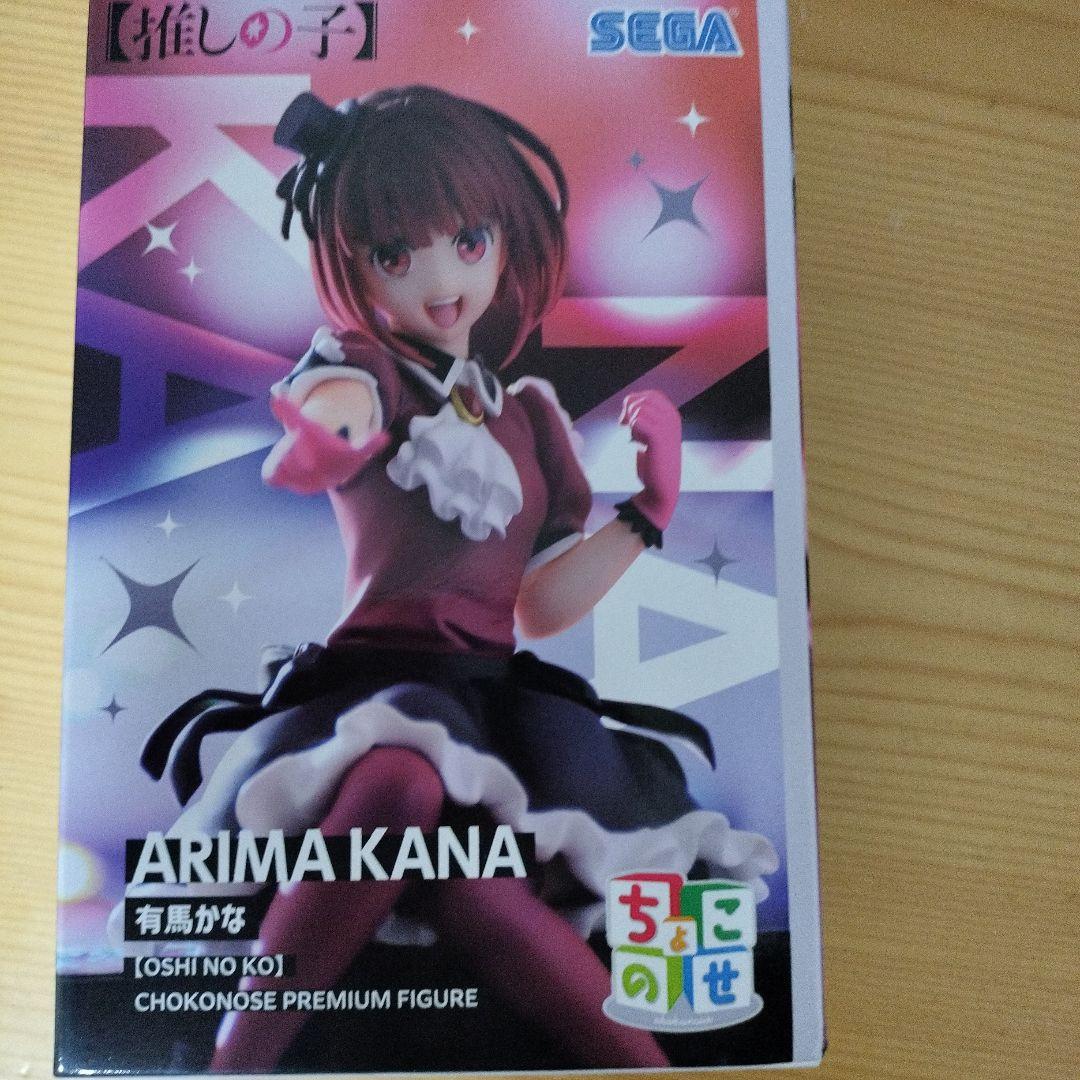 【推しの子】
SEGA
KANA
ARIMA KANA
有馬かな
【OSHI NO KO】
CHOKONOSE PREMIUM FIGURE
ちょこ
のせ